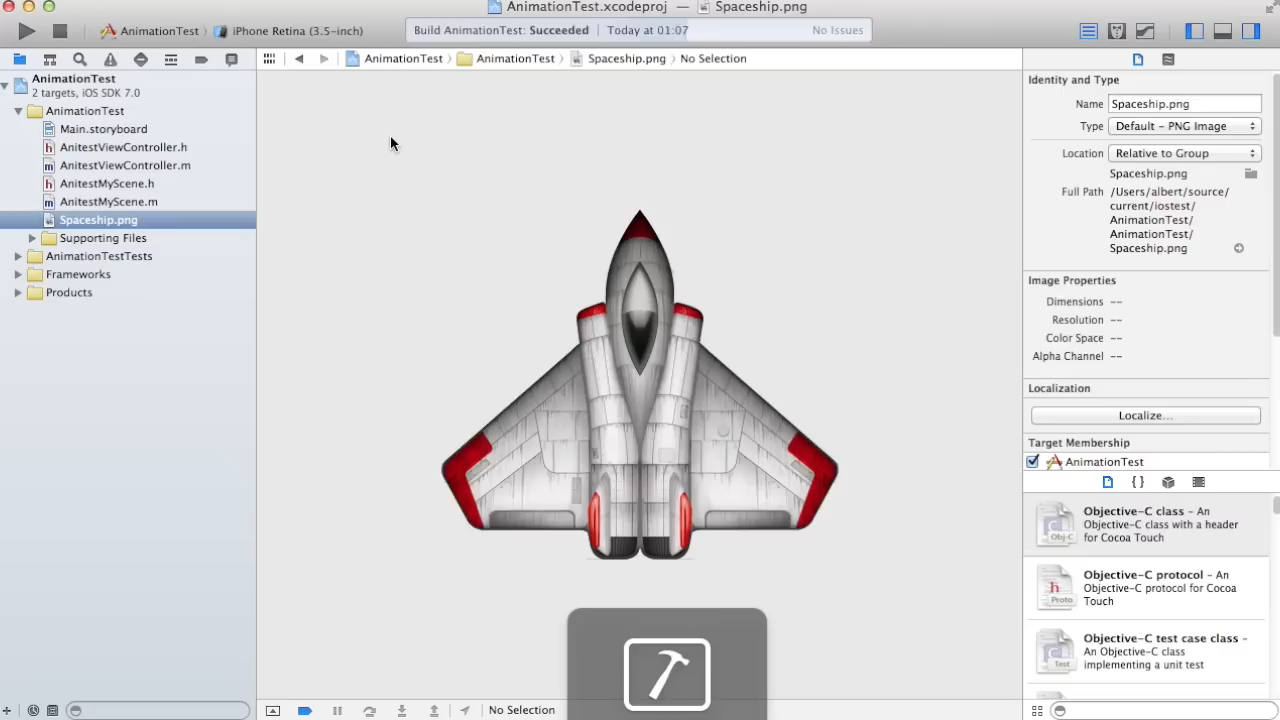 AnimationTest.xcodeproj — Spaceship.png
AnimationTest
iPhone Retina (3.5-inch)
Build AnimationTest: Succeeded
Today at 01:07
No Issues
AnimationTest
AnimationTest
Spaceship.png
No Selection
AnimationTest
2 targets, iOS SDK 7.0
AnimationTest
Main.storyboard
h AnitestViewController.h
m AnitestViewController.m
h AnitestMyScene.h
m AnitestMyScene.m
Spaceship.png
Supporting Files
AnimationTestTests
Frameworks
Products
Identity and Type
Name Spaceship.png
Type Default - PNG Image
Location Relative to Group
Spaceship.png
Full Path /Users/albert/source/
current/iostest/
AnimationTest/
AnimationTest/
Spaceship.png
Image Properties
Dimensions --
Resolution --
Color Space --
Alpha Channel --
Localization
Localize...
Target Membership
AnimationTest
{ }
Obj-C
Objective-C class - An
Objective-C class with a header
for Cocoa Touch
h
Proto
Objective-C protocol - An
Objective-C protocol for Cocoa
Touch
Test
Objective-C test case class -
An Objective-C class
implementing a unit test
No Selection